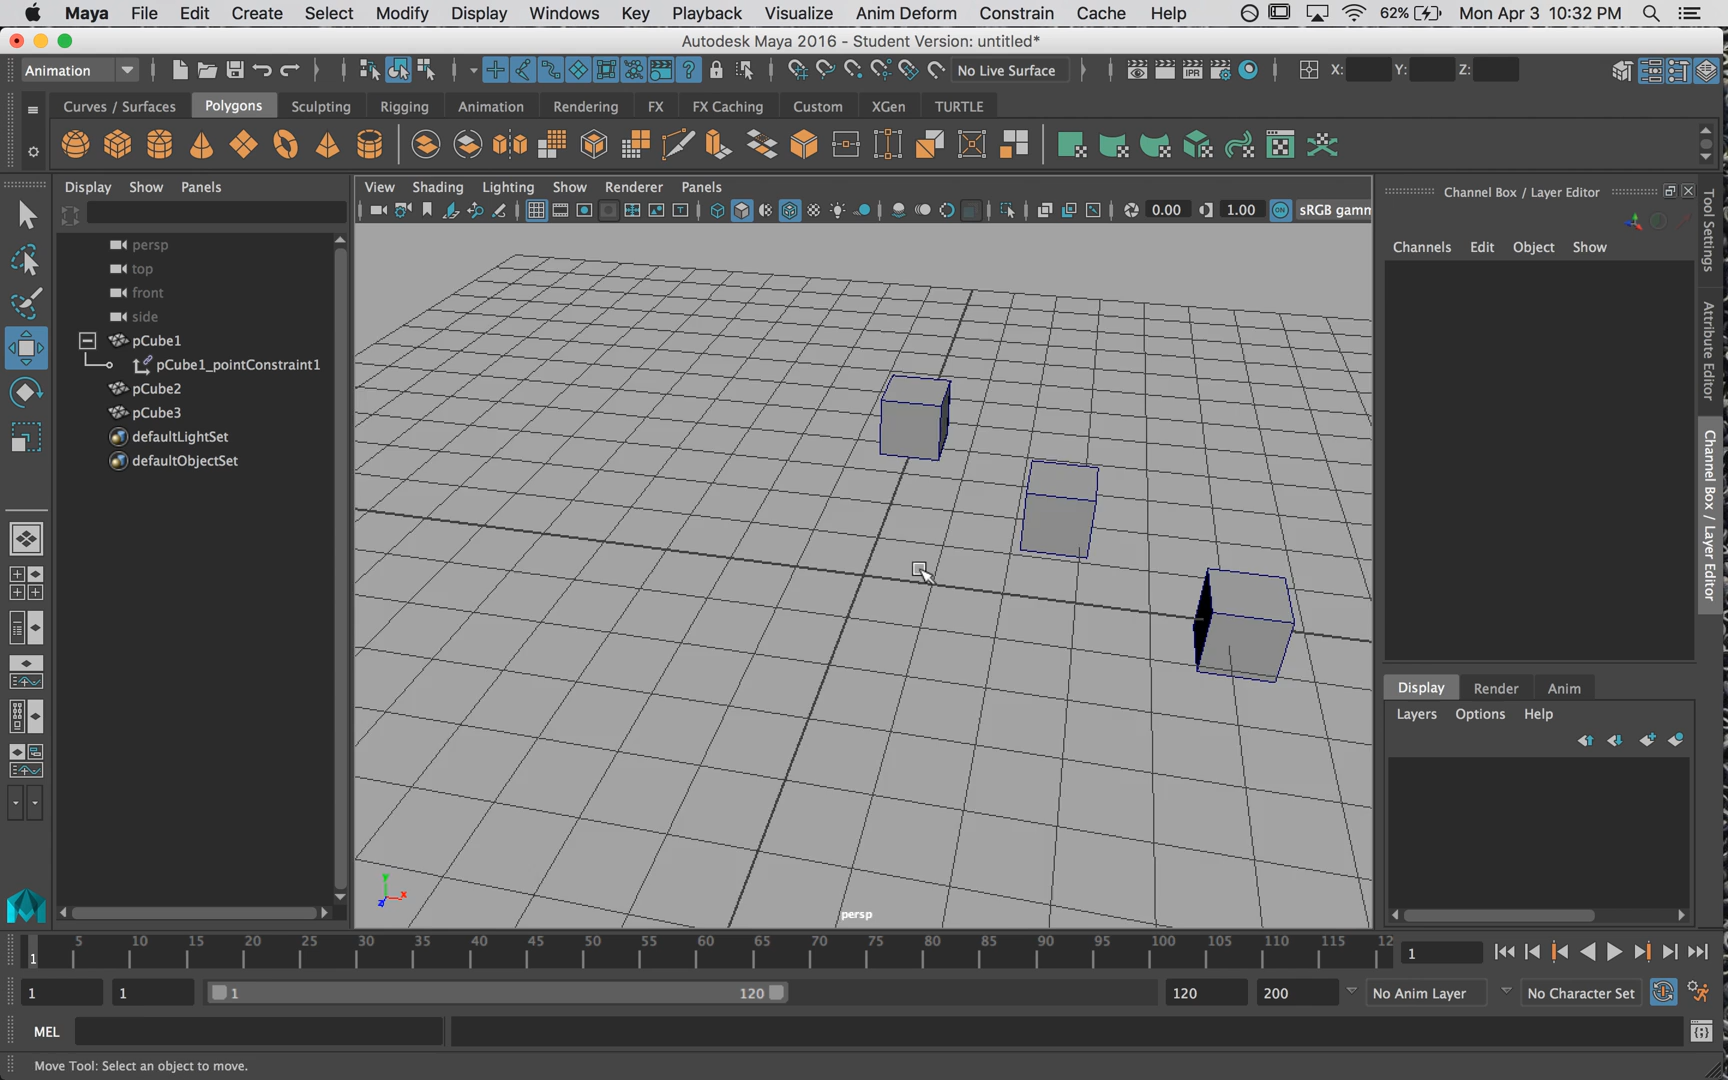 Maya File Edit Create Select Modify Display Windows Mesh Key Playback Visualize Anim Deform Constrain Cache Help 62% Mon Apr 3 10:32 PM
Autodesk Maya 2016 - Student Version: untitled*
Animation No Live Surface IPR X: Y: Z:
Curves / Surfaces Polygons Sculpting Rigging Animation Rendering FX FX Caching Custom XGen TURTLE
Display Show Panels
View Shading Lighting Show Renderer Panels
0.00 1.00 ON sRGB gamm
persp
top
front
side
pCube1
pCube1_pointConstraint1
pCube2
pCube3
defaultLightSet
defaultObjectSet
y
x
z
persp
Channel Box / Layer Editor
Channels Edit Object Show
Tool Settings
Attribute Editor
Channel Box / Layer Editor
Display Render Anim
Layers Options Help
1 5 10 15 20 25 30 35 40 45 50 55 60 65 70 75 80 85 90 95 100 105 110 115 12 1
1 1 1 120 120 200 No Anim Layer No Character Set
MEL
Move Tool: Select an object to move.